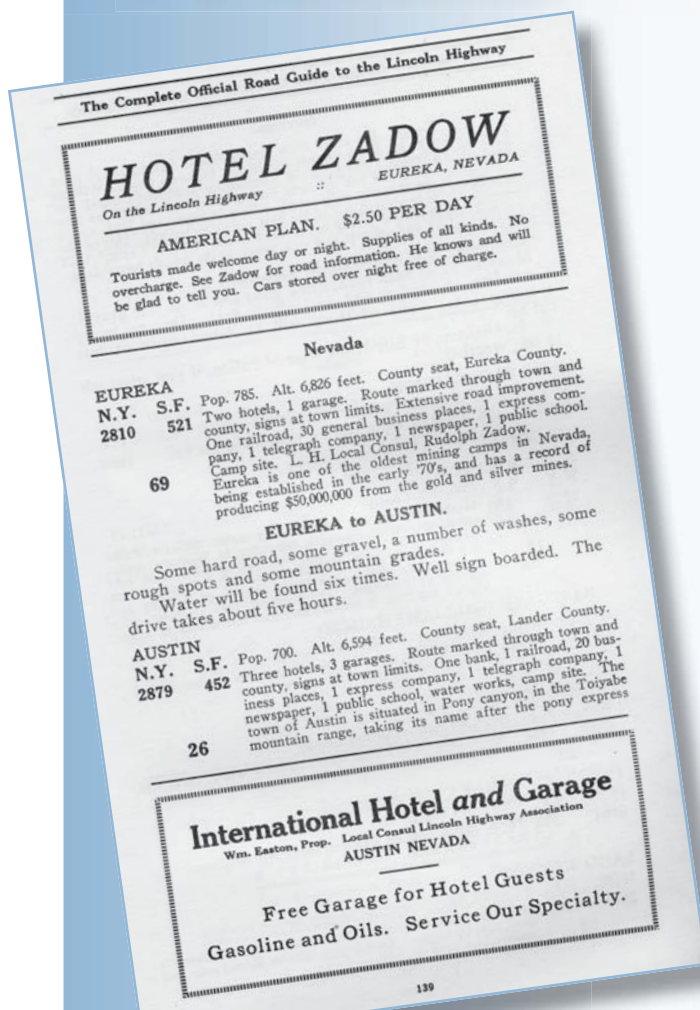 The Complete Official Road Guide to the Lincoln Highway
HOTEL ZADOW
On the Lincoln Highway :: EUREKA, NEVADA
AMERICAN PLAN. $2.50 PER DAY
Tourists made welcome day or night. Supplies of all kinds. No
overcharge. See Zadow for road information. He knows and will
be glad to tell you. Cars stored over night free of charge.
Nevada
EUREKA
N.Y. S.F.
2810 521
69
Pop. 785. Alt. 6,826 feet. County seat, Eureka County.
Two hotels, 1 garage. Route marked through town and
county, signs at town limits. Extensive road improvement.
One railroad, 30 general business places, 1 express com-
pany, 1 telegraph company, 1 newspaper, 1 public school.
Camp site. L. H. Local Consul, Rudolph Zadow.
Eureka is one of the oldest mining camps in Nevada,
being established in the early '70's, and has a record of
producing $50,000,000 from the gold and silver mines.
EUREKA to AUSTIN.
Some hard road, some gravel, a number of washes, some
rough spots and some mountain grades.
Water will be found six times. Well sign boarded. The
drive takes about five hours.
AUSTIN
N.Y. S.F.
2879 452
26
Pop. 700. Alt. 6,594 feet. County seat, Lander County.
Three hotels, 3 garages. Route marked through town and
county, signs at town limits. One bank, 1 railroad, 20 bus-
iness places, 1 express company, 1 telegraph company, 1
newspaper, 1 public school, water works, camp site. The
town of Austin is situated in Pony canyon, in the Toiyabe
mountain range, taking its name after the pony express
International Hotel and Garage
Wm. Easton, Prop. Local Consul Lincoln Highway Association
AUSTIN NEVADA
Free Garage for Hotel Guests
Gasoline and Oils. Service Our Specialty.
139